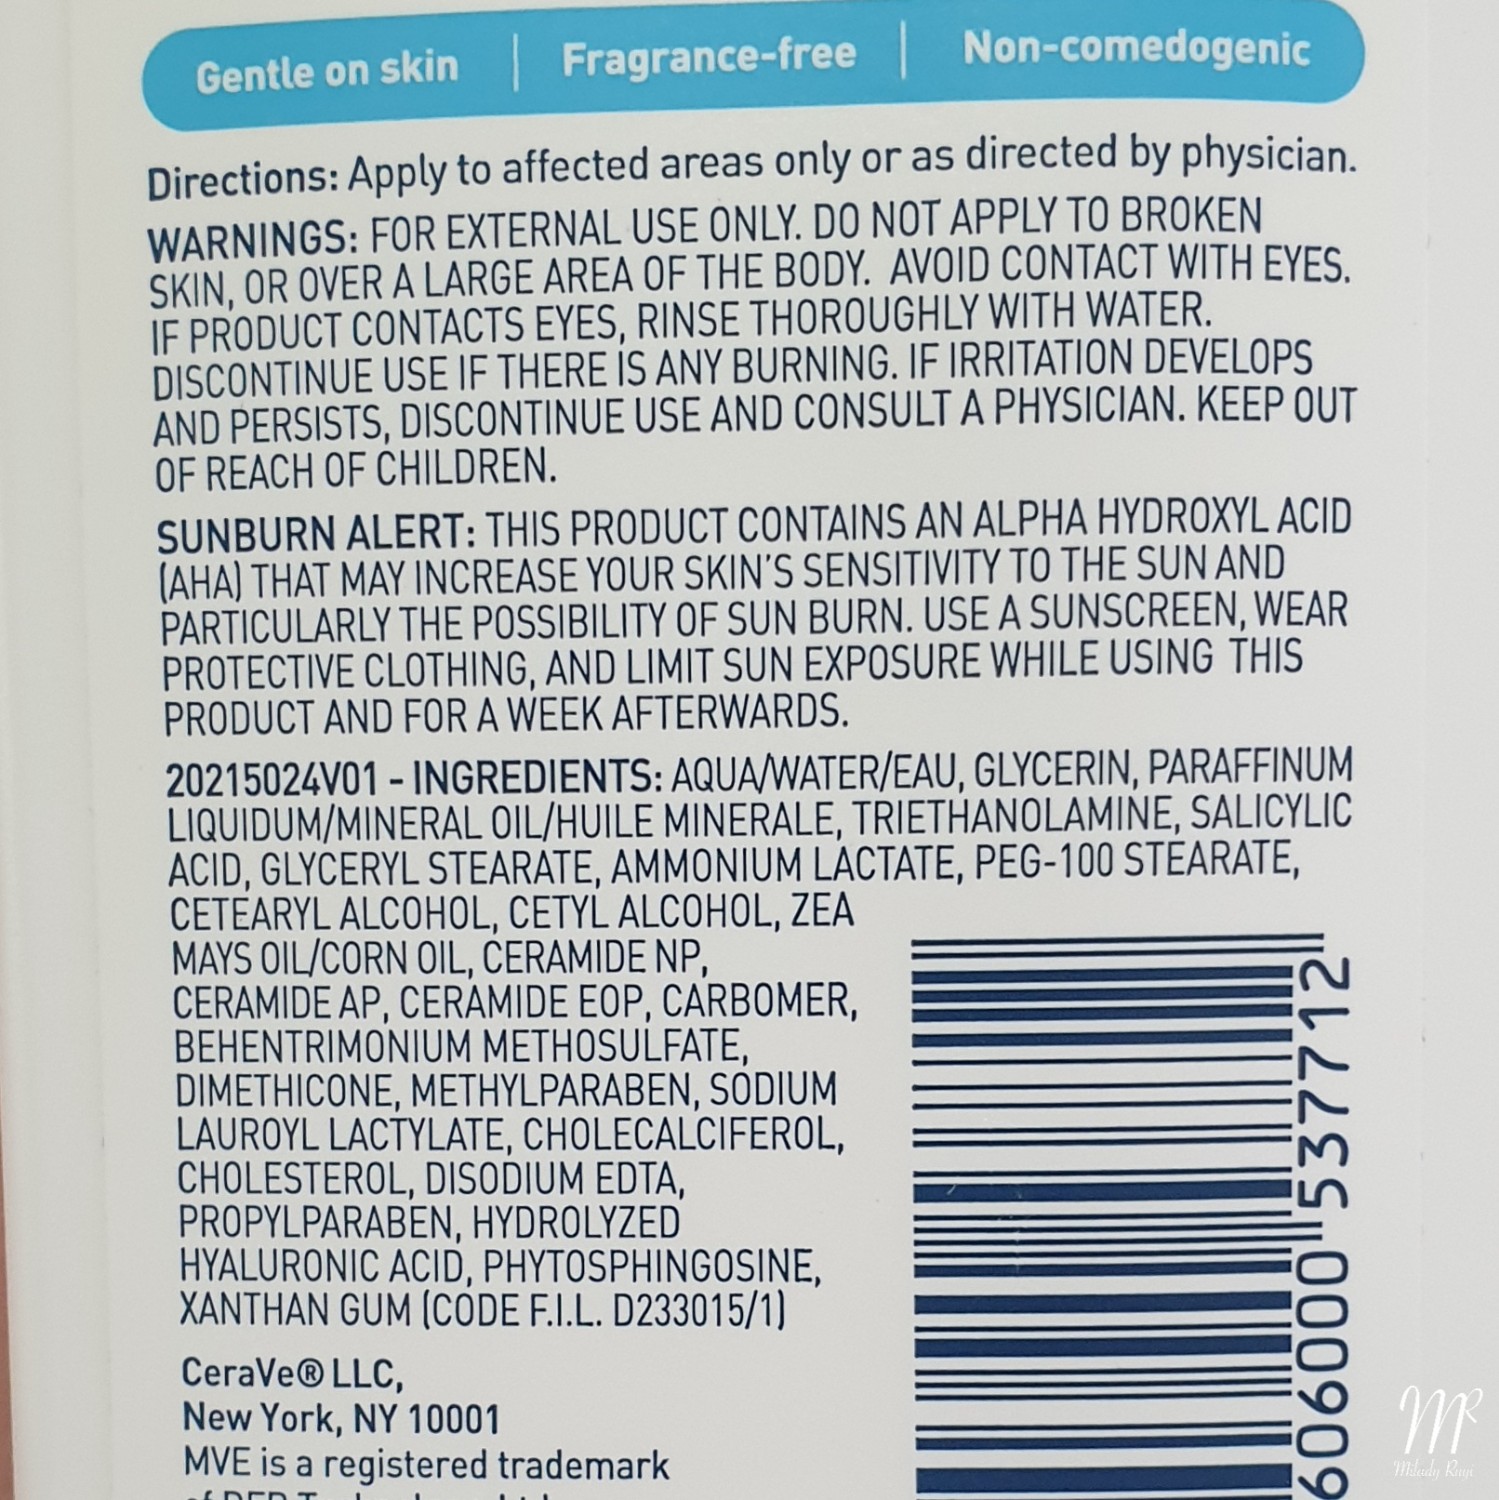 Gentle on skin | Fragrance-free | Non-comedogenic
Directions: Apply to affected areas only or as directed by physician.
WARNINGS: FOR EXTERNAL USE ONLY. DO NOT APPLY TO BROKEN
SKIN, OR OVER A LARGE AREA OF THE BODY. AVOID CONTACT WITH EYES.
IF PRODUCT CONTACTS EYES, RINSE THOROUGHLY WITH WATER.
DISCONTINUE USE IF THERE IS ANY BURNING. IF IRRITATION DEVELOPS
AND PERSISTS, DISCONTINUE USE AND CONSULT A PHYSICIAN. KEEP OUT
OF REACH OF CHILDREN.
SUNBURN ALERT: THIS PRODUCT CONTAINS AN ALPHA HYDROXYL ACID
(AHA) THAT MAY INCREASE YOUR SKIN'S SENSITIVITY TO THE SUN AND
PARTICULARLY THE POSSIBILITY OF SUN BURN. USE A SUNSCREEN, WEAR
PROTECTIVE CLOTHING, AND LIMIT SUN EXPOSURE WHILE USING THIS
PRODUCT AND FOR A WEEK AFTERWARDS.
20215024V01 - INGREDIENTS: AQUA/WATER/EAU, GLYCERIN, PARAFFINUM
LIQUIDUM/MINERAL OIL/HUILE MINERALE, TRIETHANOLAMINE, SALICYLIC
ACID, GLYCERYL STEARATE, AMMONIUM LACTATE, PEG-100 STEARATE,
CETEARYL ALCOHOL, CETYL ALCOHOL, ZEA
MAYS OIL/CORN OIL, CERAMIDE NP,
CERAMIDE AP, CERAMIDE EOP, CARBOMER,
BEHENTRIMONIUM METHOSULFATE,
DIMETHICONE, METHYLPARABEN, SODIUM
LAUROYL LACTYLATE, CHOLECALCIFEROL,
CHOLESTEROL, DISODIUM EDTA,
PROPYLPARABEN, HYDROLYZED
HYALURONIC ACID, PHYTOSPHINGOSINE,
XANTHAN GUM (CODE F.I.L. D233015/1)
CeraVe® LLC,
New York, NY 10001
MVE is a registered trademark
606000 537712
MR
Milady Ruyi